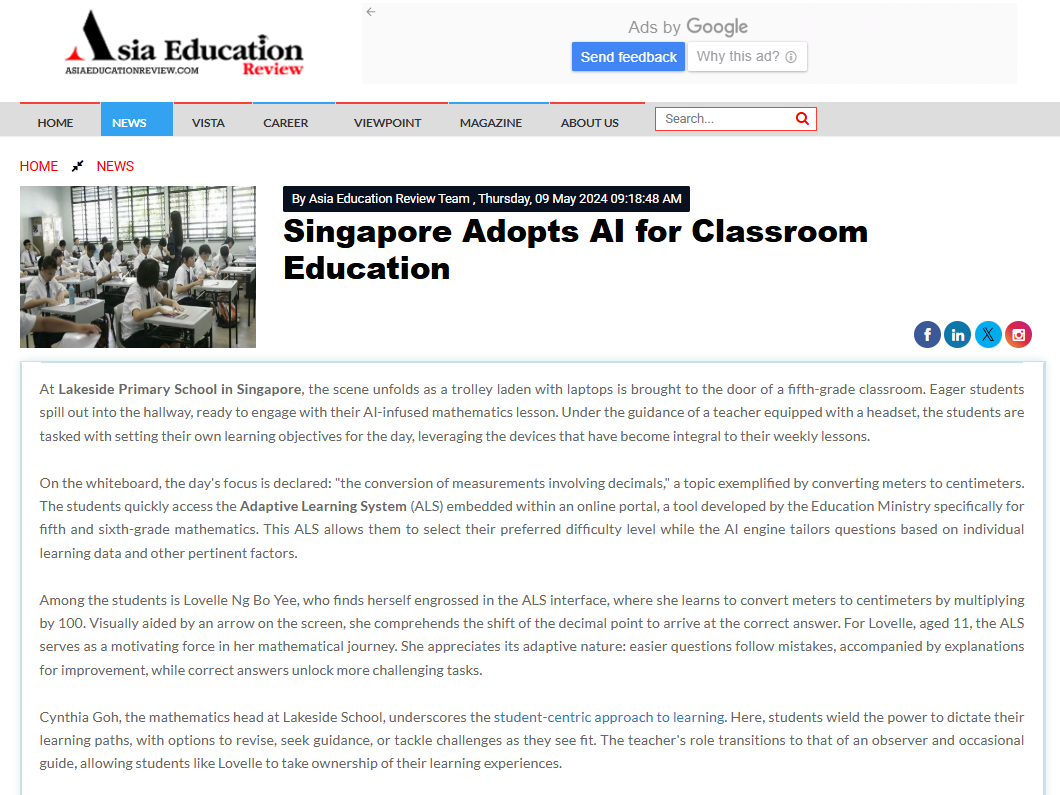 Asia Education
ASIAEDUCATIONREVIEW.COM Review
Ads by Google
Send feedback Why this ad?
HOME NEWS VISTA CAREER VIEWPOINT MAGAZINE ABOUT US Search...
HOME NEWS
By Asia Education Review Team , Thursday, 09 May 2024 09:18:48 AM
Singapore Adopts AI for Classroom
Education
At Lakeside Primary School in Singapore, the scene unfolds as a trolley laden with laptops is brought to the door of a fifth-grade classroom. Eager students
spill out into the hallway, ready to engage with their AI-infused mathematics lesson. Under the guidance of a teacher equipped with a headset, the students are
tasked with setting their own learning objectives for the day, leveraging the devices that have become integral to their weekly lessons.
On the whiteboard, the day's focus is declared: "the conversion of measurements involving decimals," a topic exemplified by converting meters to centimeters.
The students quickly access the Adaptive Learning System (ALS) embedded within an online portal, a tool developed by the Education Ministry specifically for
fifth and sixth-grade mathematics. This ALS allows them to select their preferred difficulty level while the AI engine tailors questions based on individual
learning data and other pertinent factors.
Among the students is Lovelle Ng Bo Yee, who finds herself engrossed in the ALS interface, where she learns to convert meters to centimeters by multiplying
by 100. Visually aided by an arrow on the screen, she comprehends the shift of the decimal point to arrive at the correct answer. For Lovelle, aged 11, the ALS
serves as a motivating force in her mathematical journey. She appreciates its adaptive nature: easier questions follow mistakes, accompanied by explanations
for improvement, while correct answers unlock more challenging tasks.
Cynthia Goh, the mathematics head at Lakeside School, underscores the student-centric approach to learning. Here, students wield the power to dictate their
learning paths, with options to revise, seek guidance, or tackle challenges as they see fit. The teacher's role transitions to that of an observer and occasional
guide, allowing students like Lovelle to take ownership of their learning experiences.